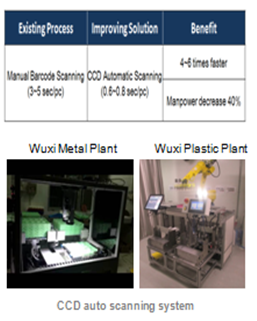 Existing Process Improving Solution Benefit
4~6 times faster
Manual Barcode Scanning CCD Automatic Scanning
(3~5 sec/pc) (0.6~0.8 sec/pc)
Manpower decrease 40%
Wuxi Metal Plant Wuxi Plastic Plant
CCD auto scanning system